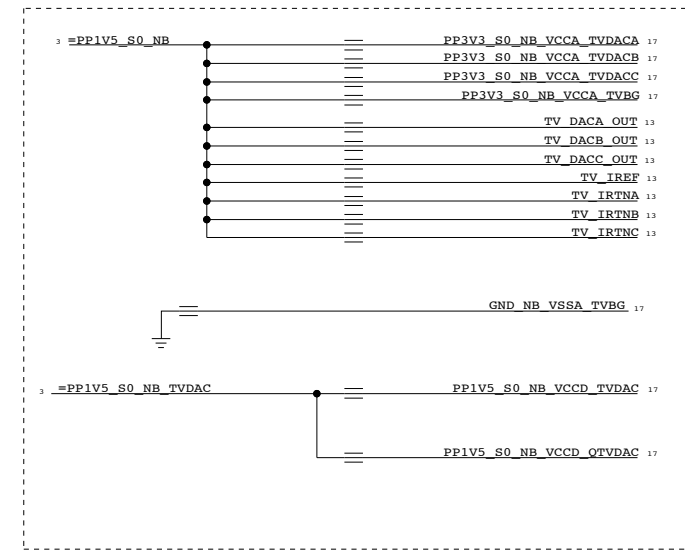 3 =PP1V5_S0_NB PP3V3_S0_NB_VCCA_TVDACA 17
PP3V3_S0_NB_VCCA_TVDACB 17
PP3V3_S0_NB_VCCA_TVDACC 17
PP3V3_S0_NB_VCCA_TVBG 17
TV_DACA_OUT 13
TV_DACB_OUT 13
TV_DACC_OUT 13
TV_IREF 13
TV_IRTNA 13
TV_IRTNB 13
TV_IRTNC 13
GND_NB_VSSA_TVBG 17
3 =PP1V5_S0_NB_TVDAC PP1V5_S0_NB_VCCD_TVDAC 17
PP1V5_S0_NB_VCCD_QTVDAC 17